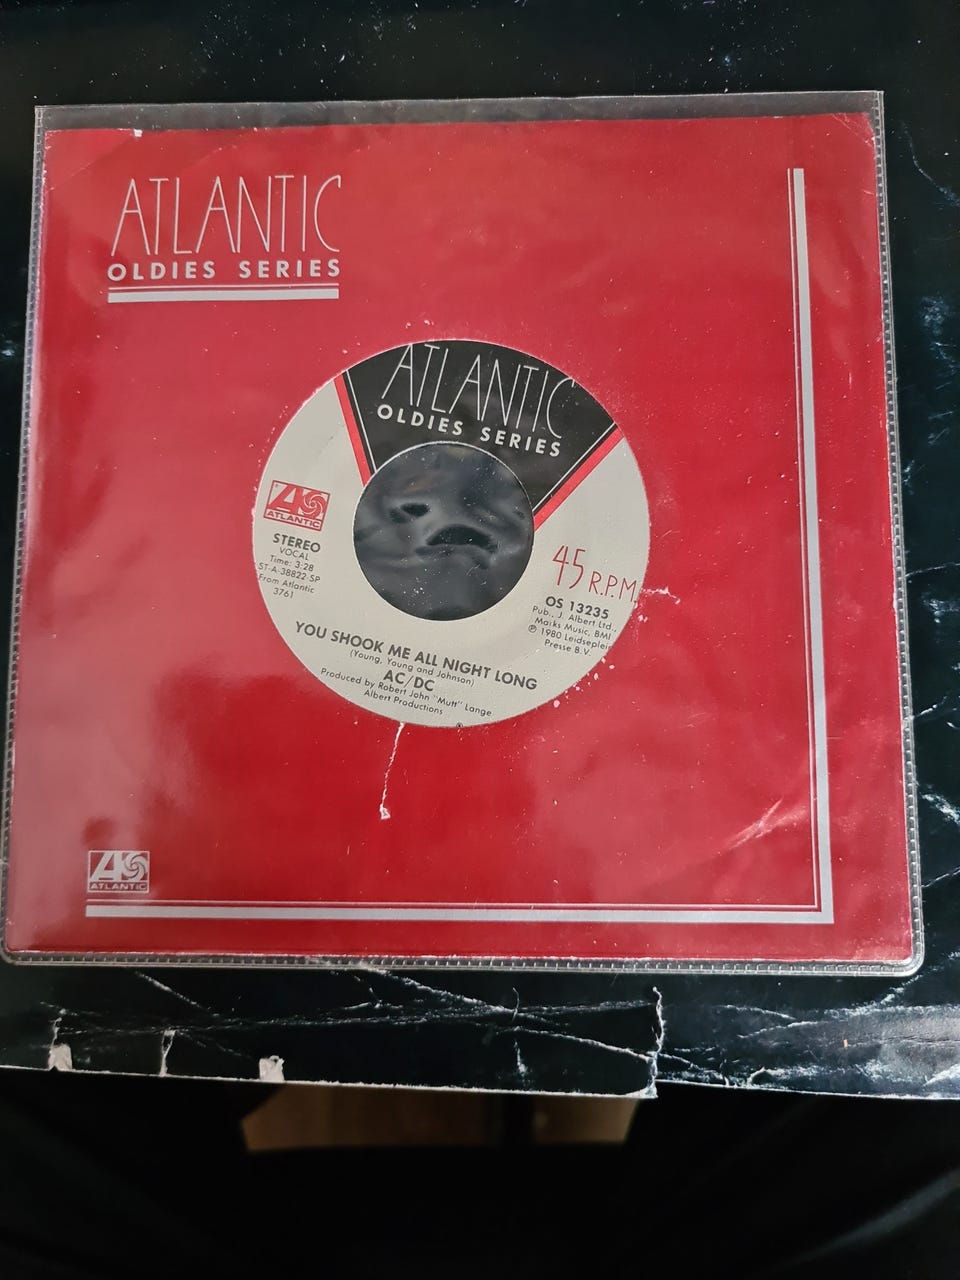 ATLANTIC
OLDIES SERIES
ATLANTIC
OLDIES SERIES
A
ATLANTIC
STEREO
VOCAL
Time: 3:28
ST-A-38822-SP
From Atlantic
3761
45 R.P.M.
OS 13235
Pub., J. Albert Ltd.,
Marks Music, BMI
℗ 1980 Leidseplein
Presse B.V.
YOU SHOOK ME ALL NIGHT LONG
(Young, Young and Johnson)
AC/DC
Produced by Robert John "Mutt" Lange
Albert Productions
A
ATLANTIC